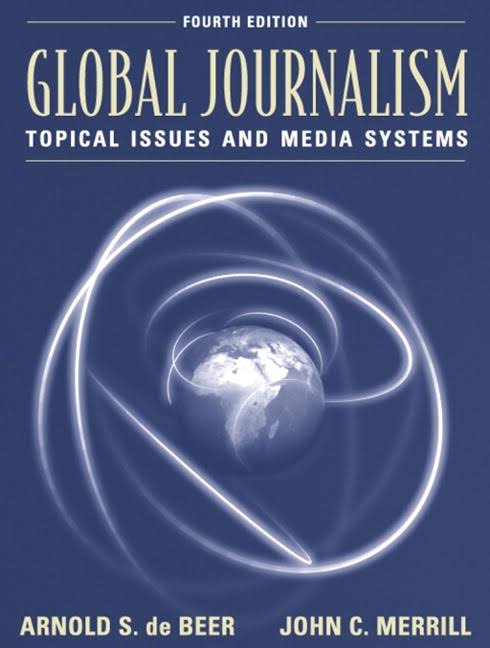 FOURTH EDITION
GLOBAL JOURNALISM
TOPICAL ISSUES AND MEDIA SYSTEMS
ARNOLD S. de BEER JOHN C. MERRILL